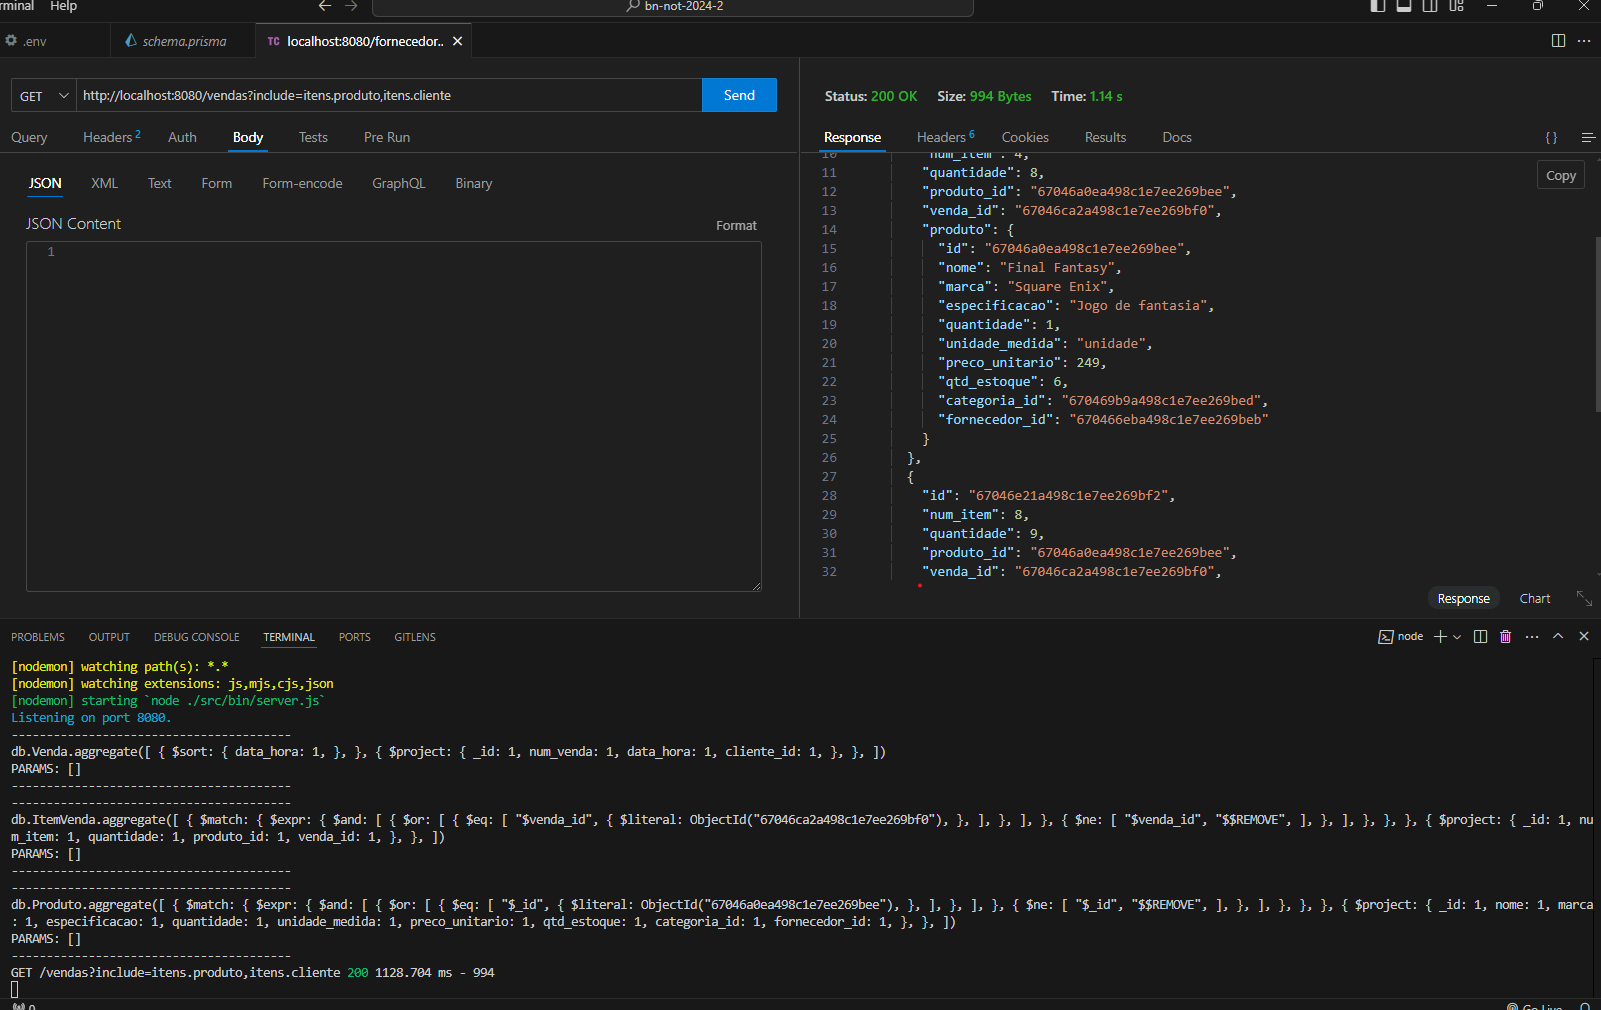 rminal Help
bn-not-2024-2
.env
schema.prisma
TC localhost:8080/fornecedor..
GET
http://localhost:8080/vendas?include=itens.produto,itens.cliente
Send
Query Headers 2 Auth Body Tests Pre Run
JSON XML Text Form Form-encode GraphQL Binary
JSON Content
Format
1
Status: 200 OK Size: 994 Bytes Time: 1.14 s
Response Headers 6 Cookies Results Docs
{ }
Copy
10 "num_item": 4,
11 "quantidade": 8,
12 "produto_id": "67046a0ea498c1e7ee269bee",
13 "venda_id": "67046ca2a498c1e7ee269bf0",
14 "produto": {
15 "id": "67046a0ea498c1e7ee269bee",
16 "nome": "Final Fantasy",
17 "marca": "Square Enix",
18 "especificacao": "Jogo de fantasia",
19 "quantidade": 1,
20 "unidade_medida": "unidade",
21 "preco_unitario": 249,
22 "qtd_estoque": 6,
23 "categoria_id": "670469b9a498c1e7ee269bed",
24 "fornecedor_id": "670466eba498c1e7ee269beb"
25 }
26 },
27 {
28 "id": "67046e21a498c1e7ee269bf2",
29 "num_item": 8,
30 "quantidade": 9,
31 "produto_id": "67046a0ea498c1e7ee269bee",
32 "venda_id": "67046ca2a498c1e7ee269bf0",
Response Chart
PROBLEMS OUTPUT DEBUG CONSOLE TERMINAL PORTS GITLENS
node
[nodemon] watching path(s): *.*
[nodemon] watching extensions: js,mjs,cjs,json
[nodemon] starting `node ./src/bin/server.js`
Listening on port 8080.
----------------------------------------
db.Venda.aggregate([ { $sort: { data_hora: 1, }, }, { $project: { _id: 1, num_venda: 1, data_hora: 1, cliente_id: 1, }, }, ])
PARAMS: []
----------------------------------------
----------------------------------------
db.ItemVenda.aggregate([ { $match: { $expr: { $and: [ { $or: [ { $eq: [ "$venda_id", { $literal: ObjectId("67046ca2a498c1e7ee269bf0"), }, ], }, ], }, { $ne: [ "$venda_id", "$$REMOVE", ], }, ], }, }, }, { $project: { _id: 1, nu
m_item: 1, quantidade: 1, produto_id: 1, venda_id: 1, }, }, ])
PARAMS: []
----------------------------------------
----------------------------------------
db.Produto.aggregate([ { $match: { $expr: { $and: [ { $or: [ { $eq: [ "$_id", { $literal: ObjectId("67046a0ea498c1e7ee269bee"), }, ], }, ], }, { $ne: [ "$_id", "$$REMOVE", ], }, ], }, }, }, { $project: { _id: 1, nome: 1, marca
: 1, especificacao: 1, quantidade: 1, unidade_medida: 1, preco_unitario: 1, qtd_estoque: 1, categoria_id: 1, fornecedor_id: 1, }, }, ])
PARAMS: []
----------------------------------------
GET /vendas?include=itens.produto,itens.cliente 200 1128.704 ms - 994
0
Go Live